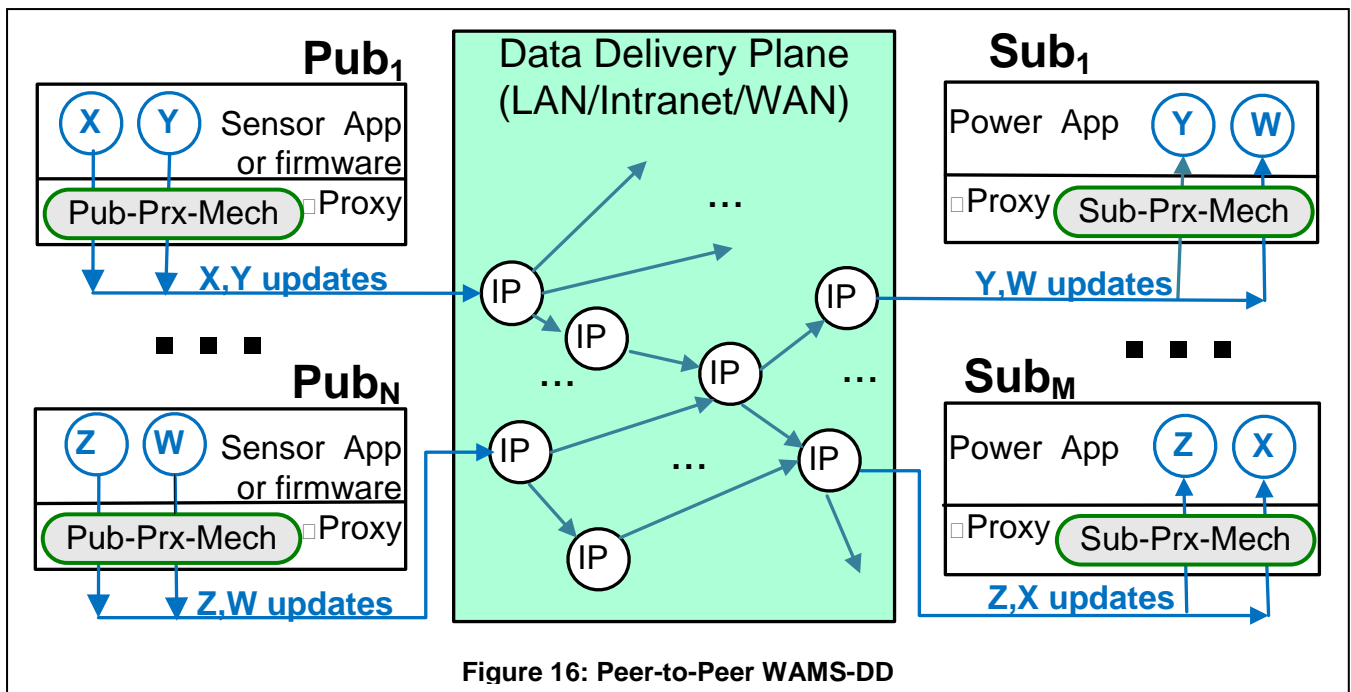 Pub₁
X Y Sensor App
or firmware
Pub-Prx-Mech □Proxy
X,Y updates
■ ■ ■
Pub_N
Z W Sensor App
or firmware
Pub-Prx-Mech □Proxy
Z,W updates
Data Delivery Plane
(LAN/Intranet/WAN)
...
IP
IP
IP
IP
...
...
IP
...
IP
IP
Sub₁
Power App Y W
□Proxy Sub-Prx-Mech
Y,W updates
■ ■ ■
Sub_M
Power App Z X
□Proxy Sub-Prx-Mech
Z,X updates
Figure 16: Peer-to-Peer WAMS-DD